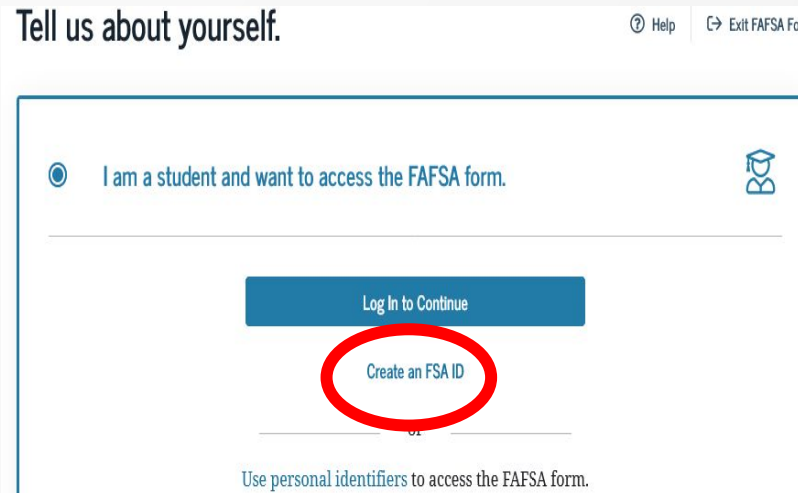 Tell us about yourself.
Help
Exit FAFSA Fo
I am a student and want to access the FAFSA form.
Log In to Continue
Create an FSA ID
or
Use personal identifiers to access the FAFSA form.